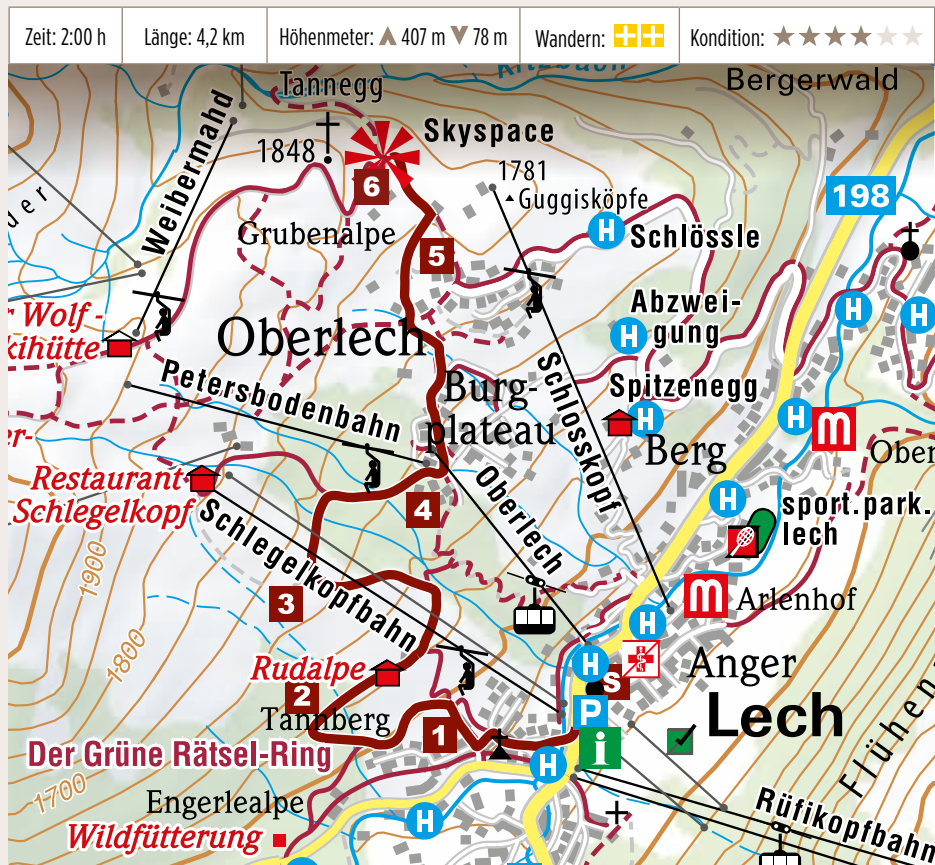 Zeit: 2:00 h
Länge: 4,2 km
Höhenmeter: 407 m 78 m
Wandern:
Kondition:
Tannegg
Bergerwald
Weibermahd
1848
Skyspace
1781
Guggisköpfe
198
6
Grubenalpe
5
H
Schlössle
Wolf -
Abzwei-
gung
H
H
H
Oberlech
Petersbodenbahn
Schlosskopf
Burg-
plateau
Spitzenegg
H
Berg
H
m
er-
Restaurant
Schlegelkopf
Schlegelkopfbahn
4
Oberlech
H
sport.park.
lech
1900
3
m
Arlenhof
1800
H
Rudalpe
2
H
S
Anger
Tannberg
1
P
Lech
i
Der Grüne Rätsel-Ring
H
1700
Engerlealpe
H
Wildfütterung
Rüfikopfbahn